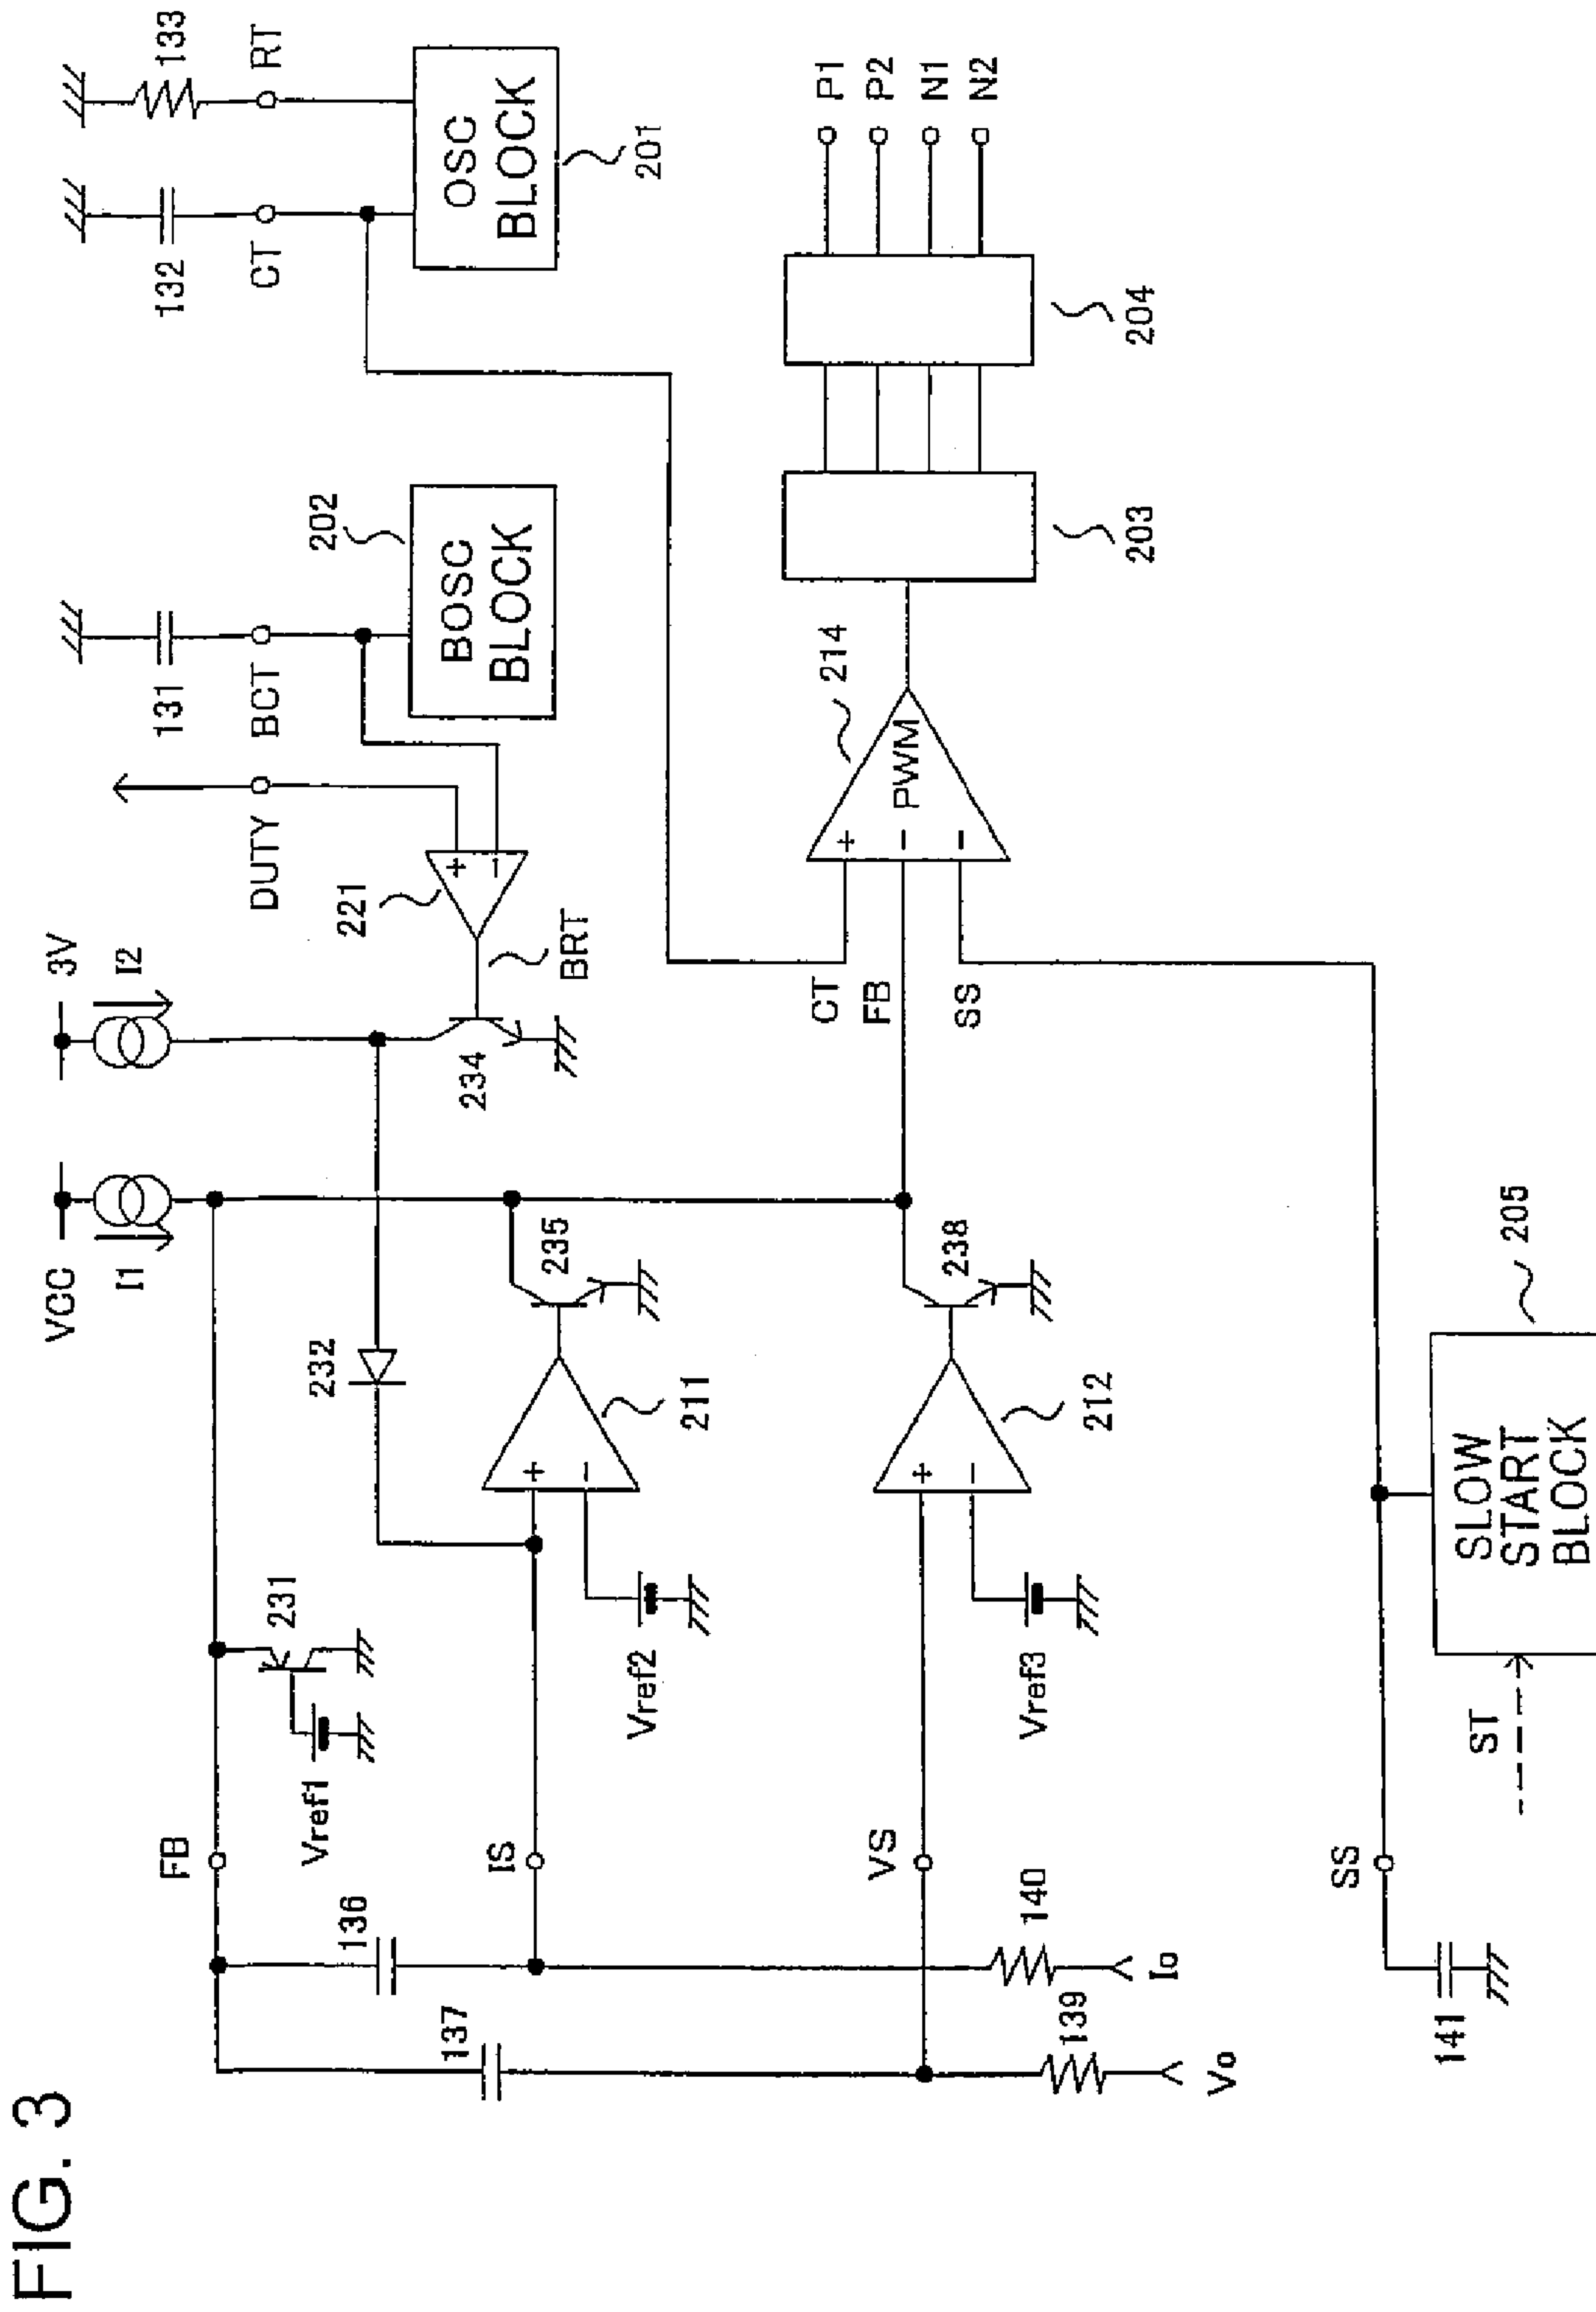 FIG. 3
VCC
3V
I1
I2
DUTY
BCT
131
132
CT
133
RT
FB
Vref1
231
232
234
221
BRT
202
BOSC
BLOCK
OSC
BLOCK
201
136
IS
Vref2
+
−
211
235
+
−
137
VS
140
Io
139
Vo
Vref3
+
−
212
238
CT
FB
SS
+
−
−
PWM
214
203
204
P1
P2
N1
N2
SS
141
ST
SLOW
START
BLOCK
205